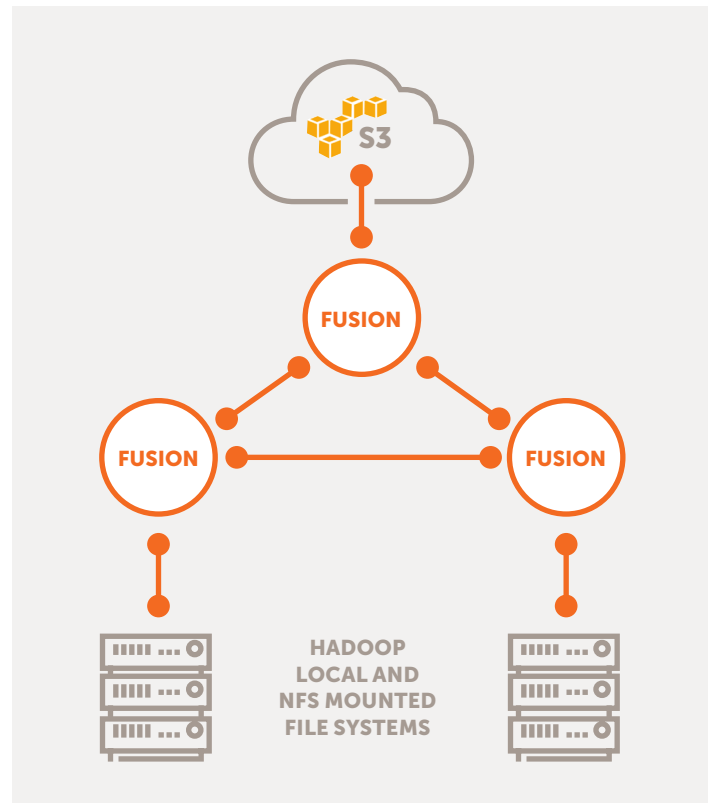 S3
FUSION
FUSION
FUSION
HADOOP
LOCAL AND
NFS MOUNTED
FILE SYSTEMS